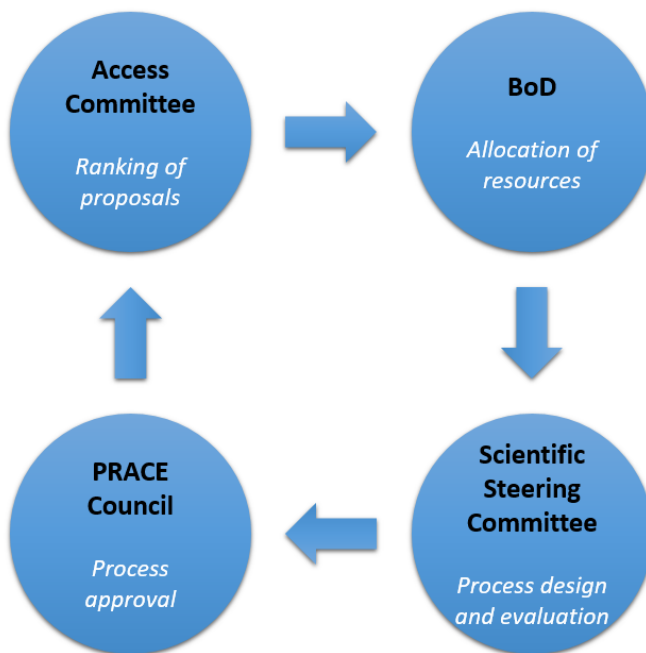 Access
Committee
Ranking of
proposals
BoD
Allocation of
resources
Scientific
Steering
Committee
Process design
and evaluation
PRACE
Council
Process
approval